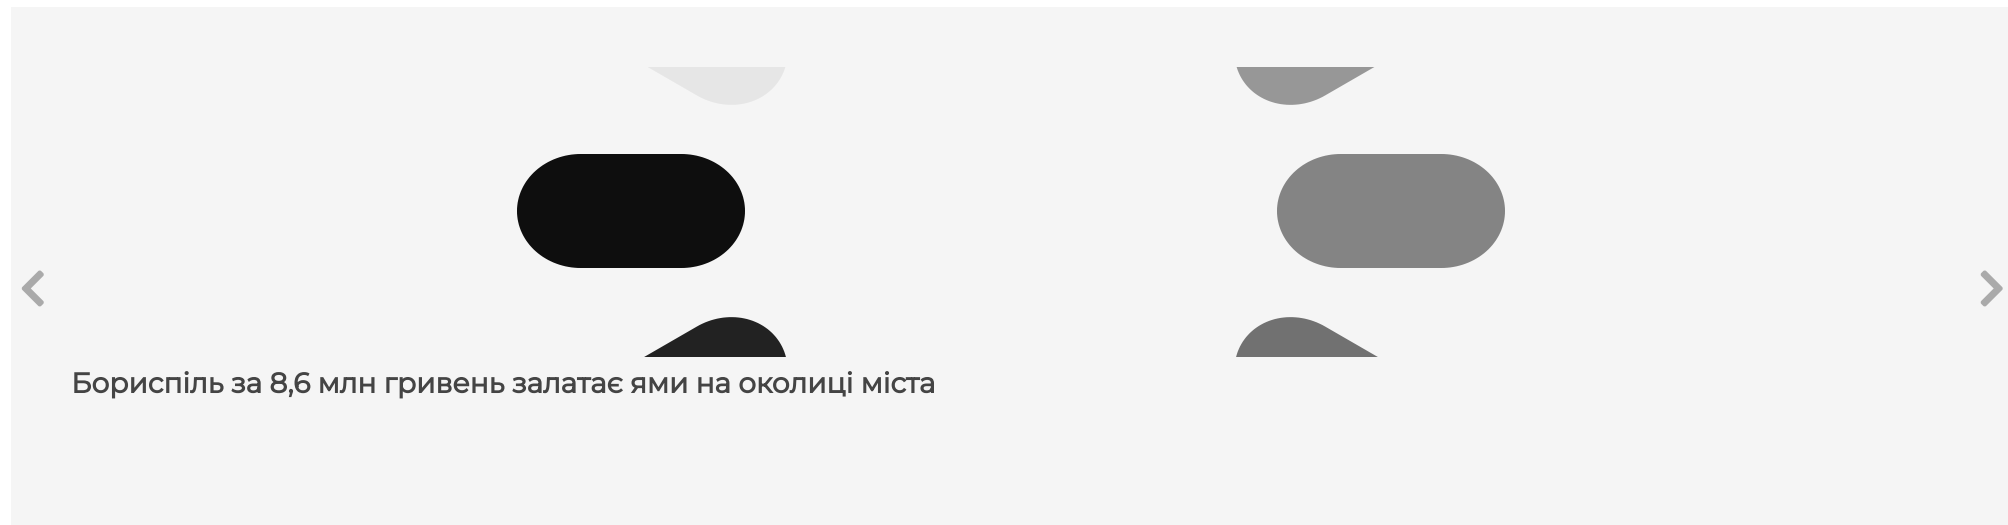 Бориспіль за 8,6 млн гривень залатає ями на околиці міста